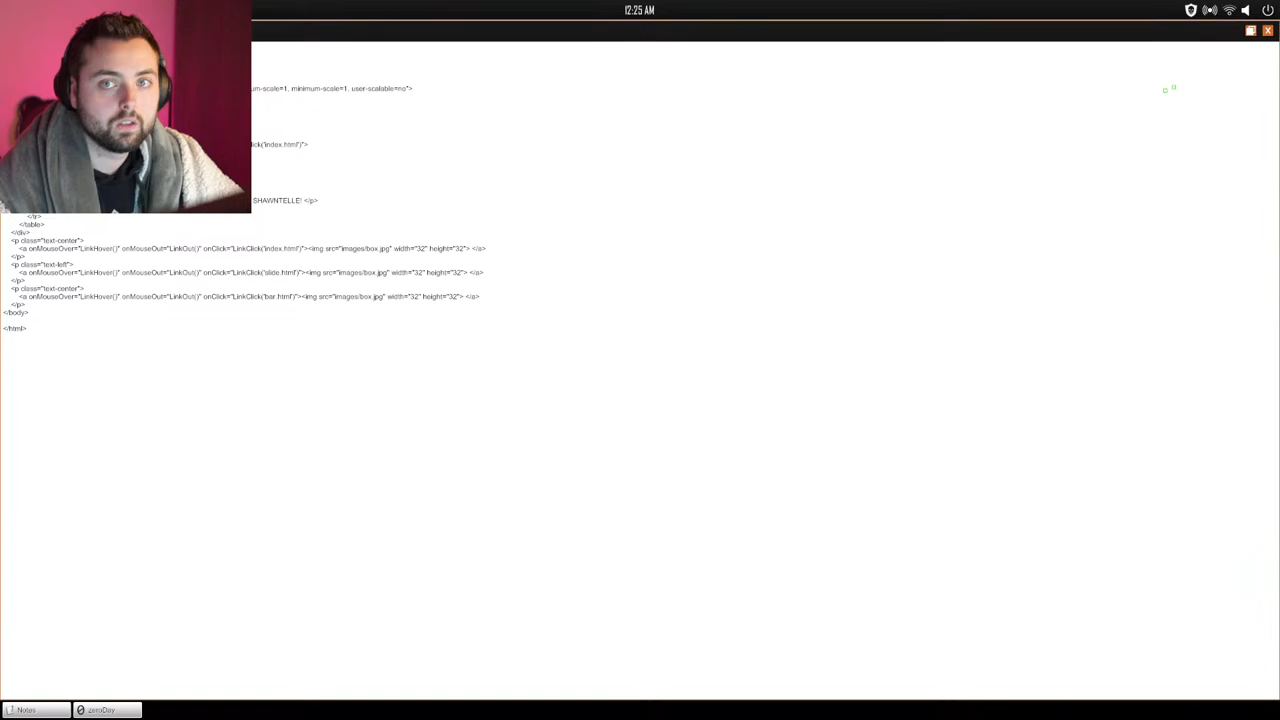 12:25 AM
um-scale=1, minimum-scale=1, user-scalable=no">
ick('index.html')">
SHAWNTELLE! </p>
</tr>
</table>
</div>
<p class="text-center">
<a onMouseOver="LinkHover()" onMouseOut="LinkOut()" onClick="LinkClick('index.html')"><img src="images/box.jpg" width="32" height="32"> </a>
</p>
<p class="text-left">
<a onMouseOver="LinkHover()" onMouseOut="LinkOut()" onClick="LinkClick('slide.html')"><img src="images/box.jpg" width="32" height="32"> </a>
</p>
<p class="text-center">
<a onMouseOver="LinkHover()" onMouseOut="LinkOut()" onClick="LinkClick('bar.html')"><img src="images/box.jpg" width="32" height="32"> </a>
</p>
</body>
</html>
Notes
zeroDay